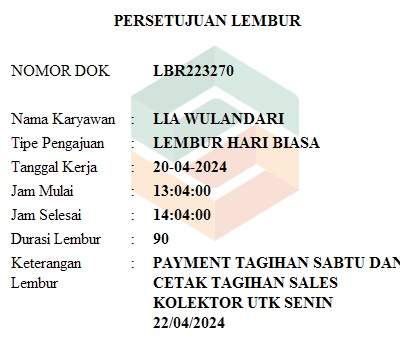 PERSETUJUAN LEMBUR
NOMOR DOK LBR223270
Nama Karyawan : LIA WULANDARI
Tipe Pengajuan : LEMBUR HARI BIASA
Tanggal Kerja : 20-04-2024
Jam Mulai : 13:04:00
Jam Selesai : 14:04:00
Durasi Lembur : 90
Keterangan : PAYMENT TAGIHAN SABTU DAN
Lembur CETAK TAGIHAN SALES
KOLEKTOR UTK SENIN
22/04/2024